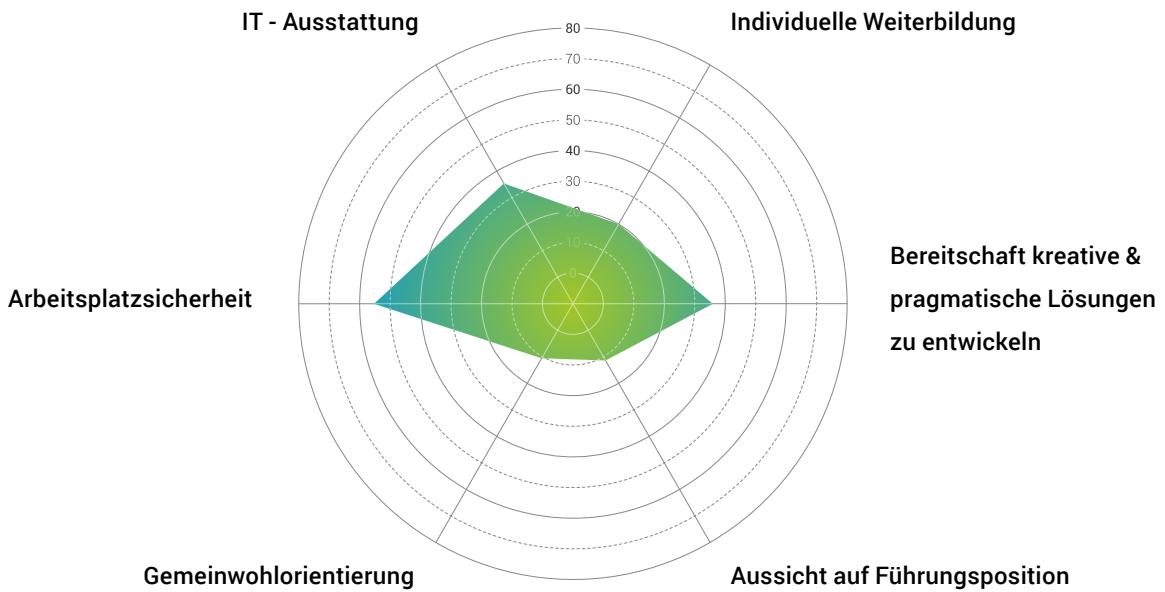 IT - Ausstattung
Individuelle Weiterbildung
80
70
60
50
40
30
20
10
0
Bereitschaft kreative &
pragmatische Lösungen
zu entwickeln
Arbeitsplatzsicherheit
Gemeinwohlorientierung
Aussicht auf Führungsposition